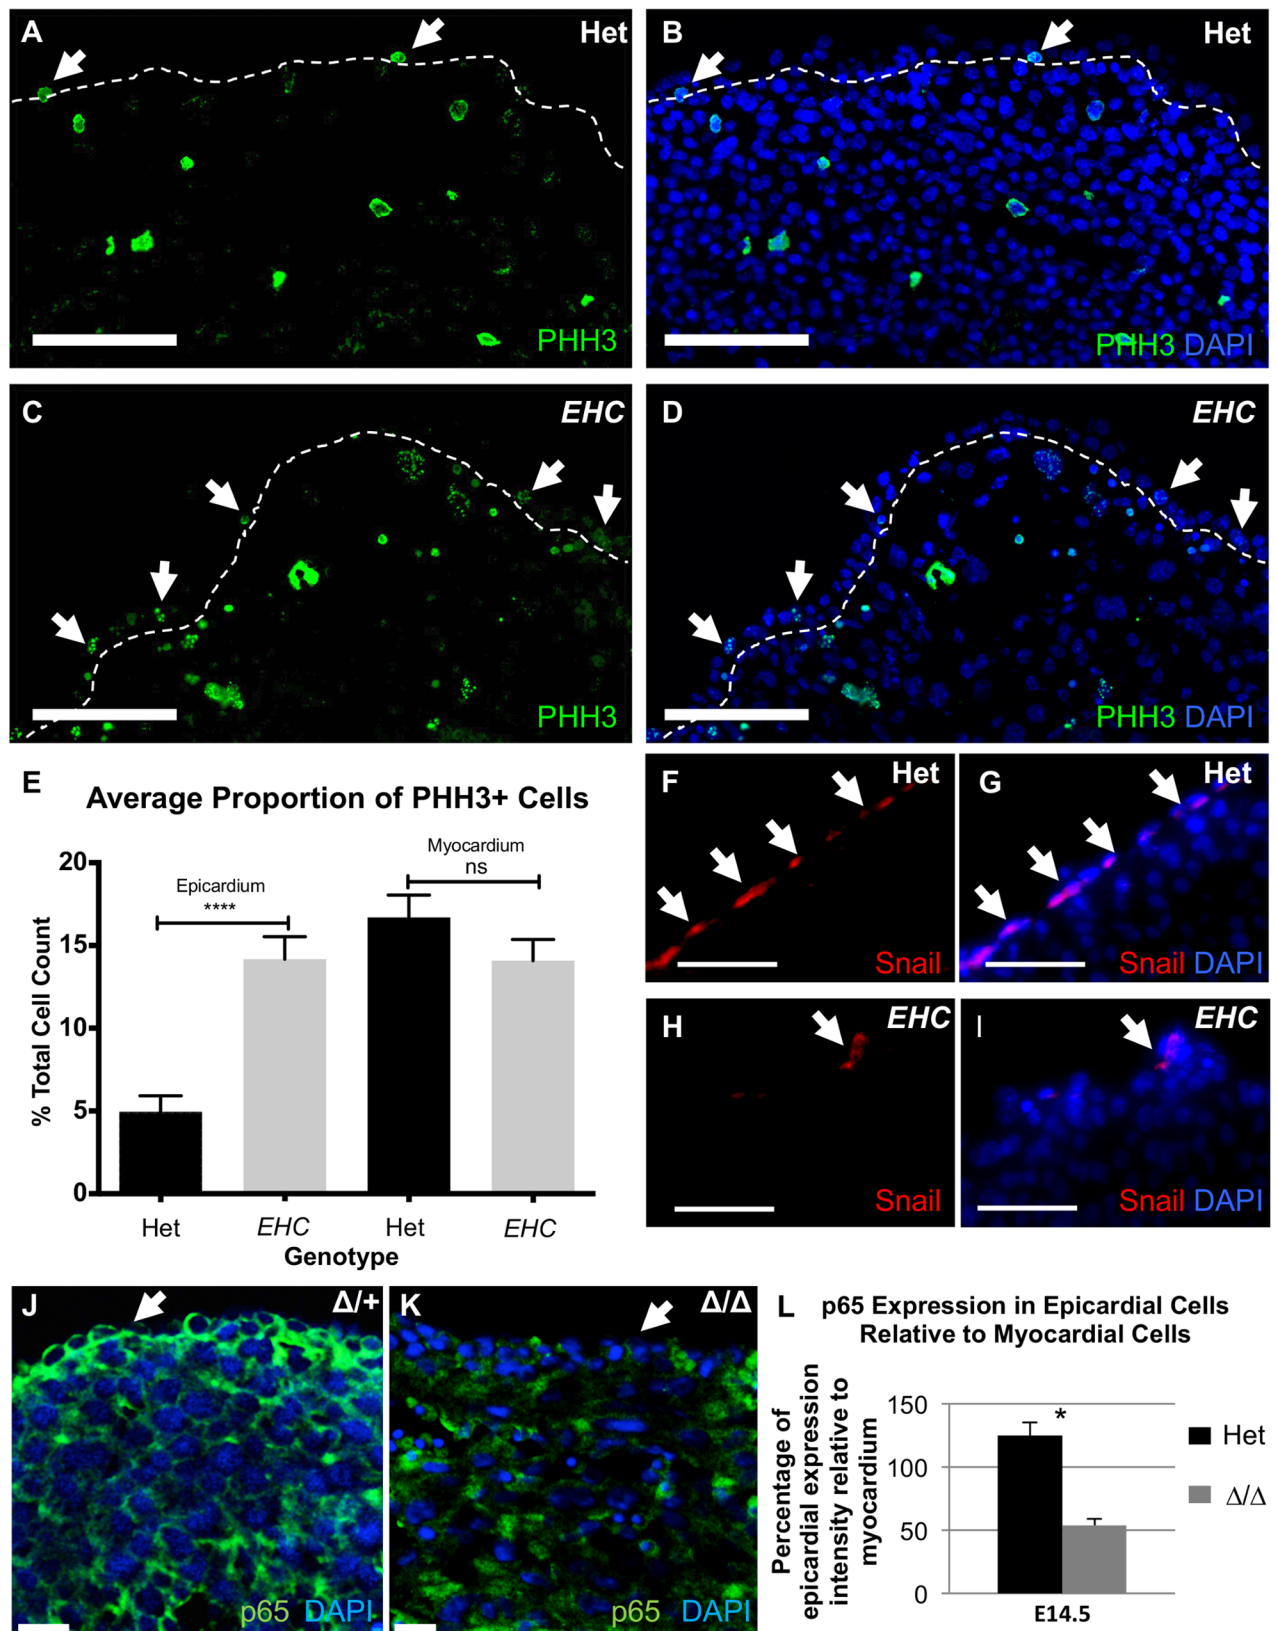 A
Het
PHH3
B
Het
PHH3 DAPI
C
EHC
PHH3
D
EHC
PHH3 DAPI
E
Average Proportion of PHH3+ Cells
% Total Cell Count
20
15
10
5
0
Epicardium
****
Myocardium
ns
Het
EHC
Het
EHC
Genotype
F
Het
Snail
G
Het
Snail DAPI
H
EHC
Snail
I
EHC
Snail DAPI
J
Δ/+
p65 DAPI
K
Δ/Δ
p65 DAPI
L
p65 Expression in Epicardial Cells
Relative to Myocardial Cells
Percentage of
epicardial expression
intensity relative to
myocardium
150
100
50
0
*
E14.5
Het
Δ/Δ